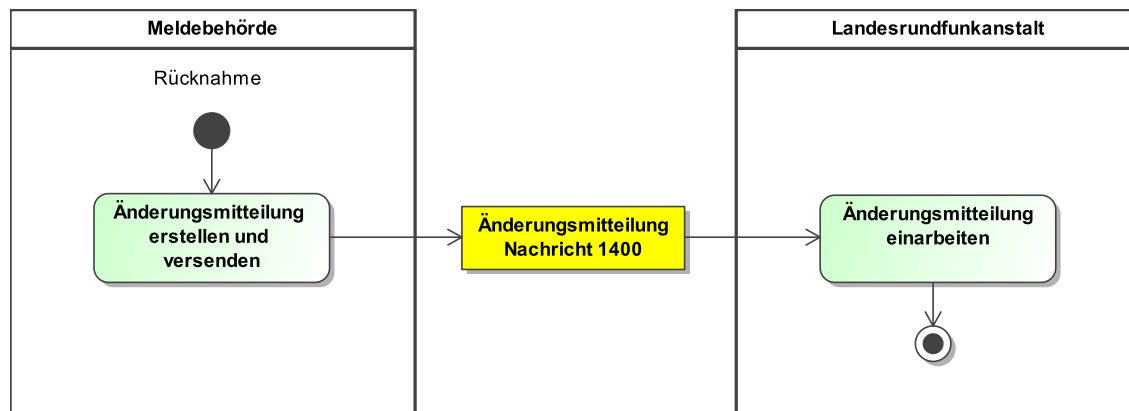 Meldebehörde
Landesrundfunkanstalt
Rücknahme
Änderungsmitteilung
erstellen und
versenden
Änderungsmitteilung
Nachricht 1400
Änderungsmitteilung
einarbeiten